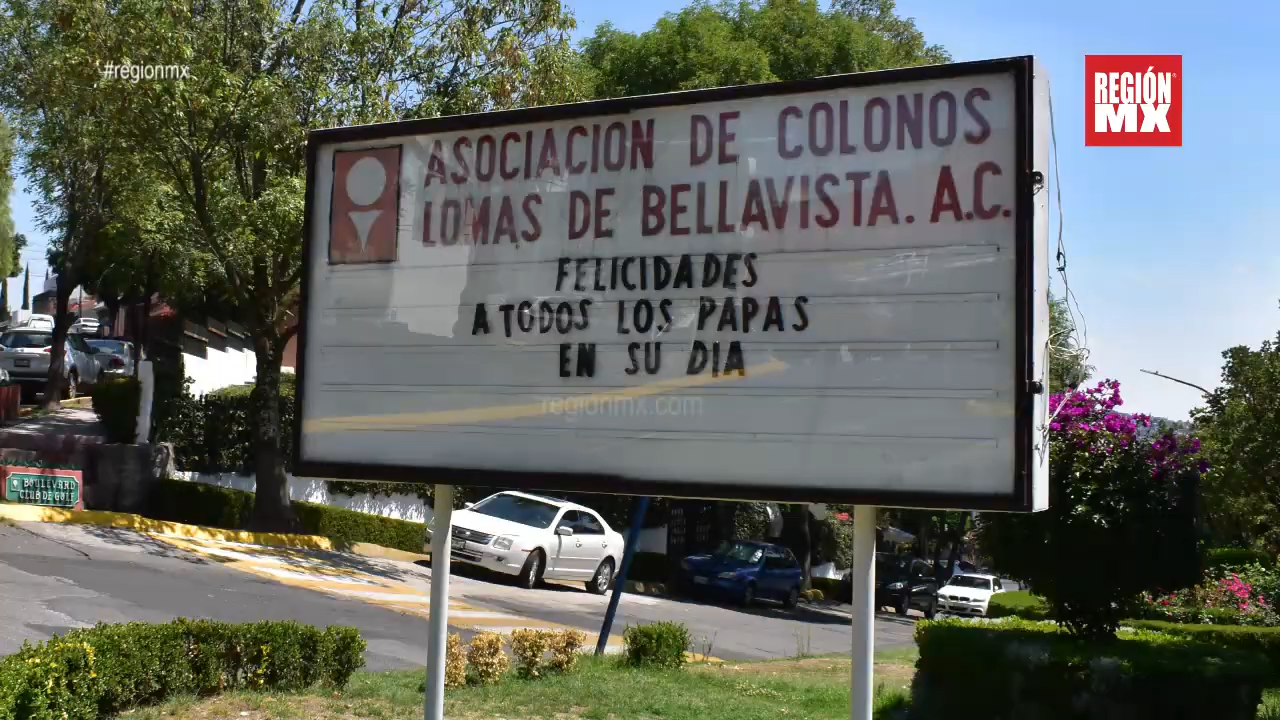 #regionmx
REGIÓN
MX
ASOCIACION DE COLONOS
LOMAS DE BELLAVISTA. A.C.
FELICIDADES
A TODOS LOS PAPAS
EN SU DIA
regionmx.com
BOULEVARD
CLUB DE GOLF